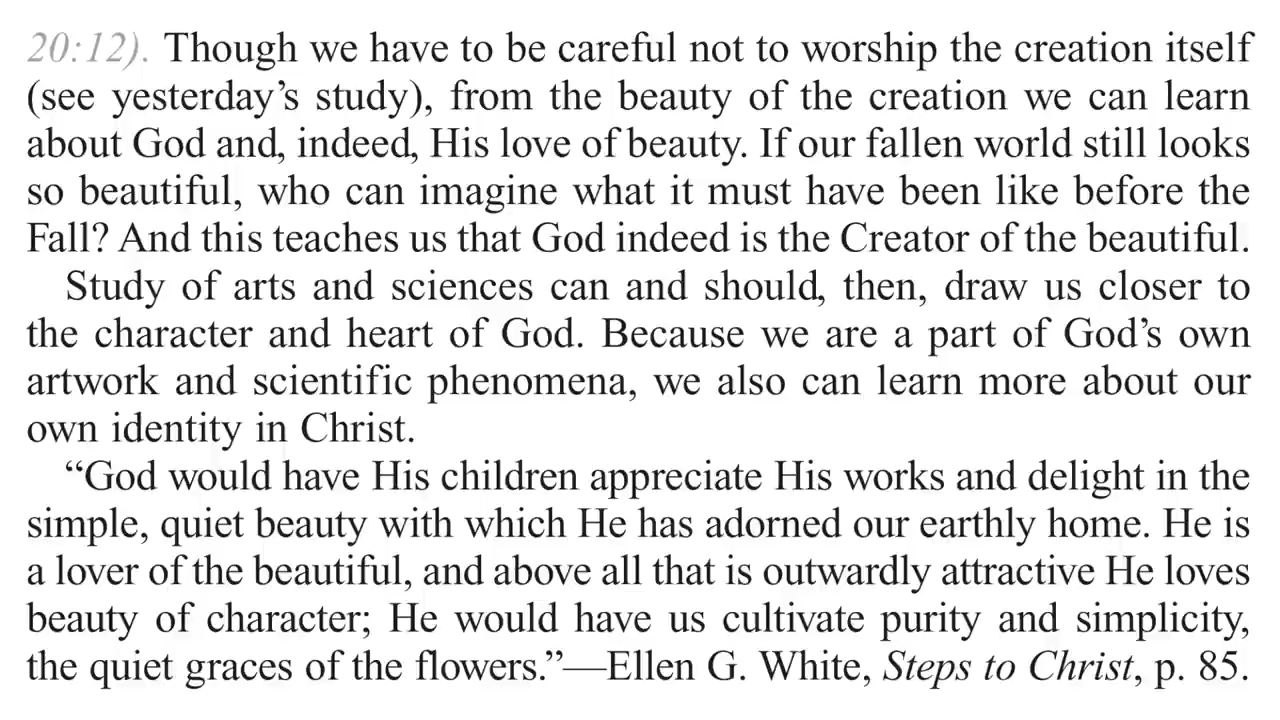 20:12). Though we have to be careful not to worship the creation itself
(see yesterday’s study), from the beauty of the creation we can learn
about God and, indeed, His love of beauty. If our fallen world still looks
so beautiful, who can imagine what it must have been like before the
Fall? And this teaches us that God indeed is the Creator of the beautiful.
Study of arts and sciences can and should, then, draw us closer to
the character and heart of God. Because we are a part of God’s own
artwork and scientific phenomena, we also can learn more about our
own identity in Christ.
“God would have His children appreciate His works and delight in the
simple, quiet beauty with which He has adorned our earthly home. He is
a lover of the beautiful, and above all that is outwardly attractive He loves
beauty of character; He would have us cultivate purity and simplicity,
the quiet graces of the flowers.”—Ellen G. White, Steps to Christ, p. 85.